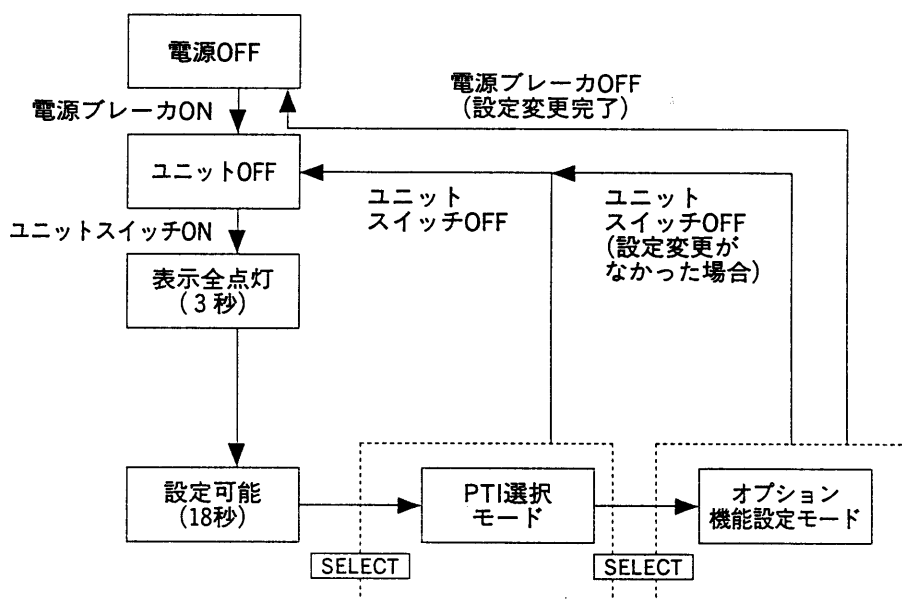 電源OFF
電源ブレーカOFF
(設定変更完了)
電源ブレーカON
ユニットOFF
ユニット
スイッチOFF
ユニット
スイッチOFF
(設定変更が
なかった場合)
ユニットスイッチON
表示全点灯
(3秒)
設定可能
(18秒)
PTI選択
モード
オプション
機能設定モード
SELECT
SELECT